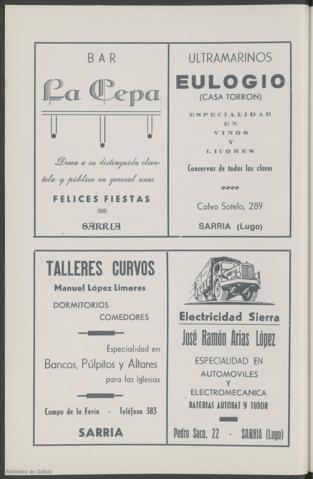 BAR
La Cepa
Desea a su distinguida clien-
tela y público en general unas
FELICES FIESTAS
SARRIA
ULTRAMARINOS
EULOGIO
(CASA TORRON)
ESPECIALIDAD
EN
VINOS
Y
LICORES
Conservas de todas las clases
Calvo Sotelo, 289
SARRIA (Lugo)
TALLERES CURVOS
Manuel López Limeres
DORMITORIOS
COMEDORES
Especialidad en
Bancos, Púlpitos y Altares
para las Iglesias
Campo de la Feria - Teléfono 383
SARRIA
Electricidad Sierra
José Ramón Arias López
ESPECIALIDAD EN
AUTOMOVILES
Y
ELECTROMECANICA
BATERIAS AUTOBAT Y TUDOR
Pedro Saco, 22 - SARRIA (Lugo)
Biblioteca de Galicia